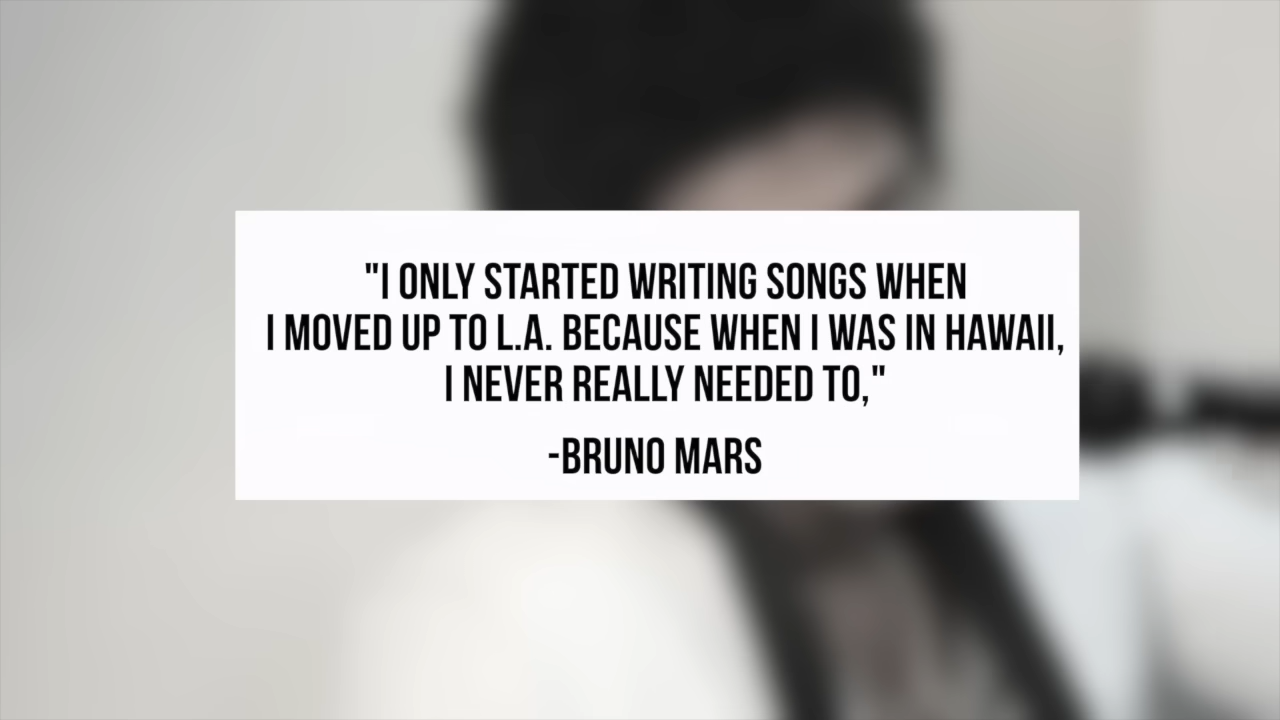 "I ONLY STARTED WRITING SONGS WHEN
I MOVED UP TO L.A. BECAUSE WHEN I WAS IN HAWAII,
I NEVER REALLY NEEDED TO,"
-BRUNO MARS